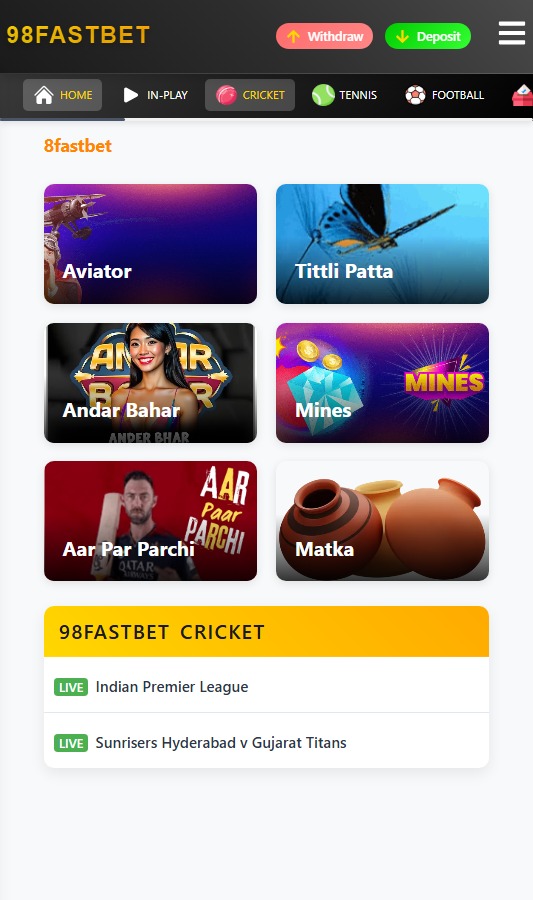 98FASTBET
Withdraw
Deposit
HOME
IN-PLAY
CRICKET
TENNIS
FOOTBALL
8fastbet
Aviator
Tittli Patta
ANDAR
BAHAR
Andar Bahar
ANDER BHAR
MINES
Mines
AAR
Paar
PARCHI
Aar Par Parchi
QATAR
AIRWAYS
Matka
98FASTBET CRICKET
LIVE Indian Premier League
LIVE Sunrisers Hyderabad v Gujarat Titans